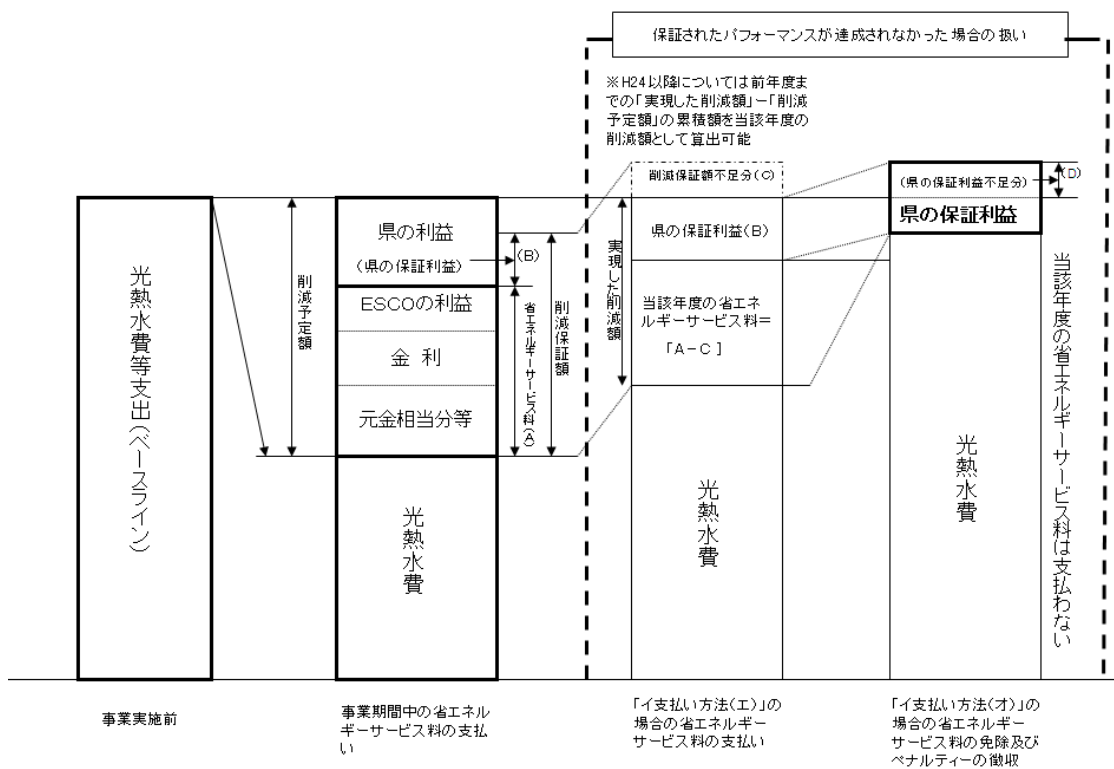 保証されたパフォーマンスが達成されなかった場合の扱い
※H24以降については前年度ま
での「実現した削減額」ー「削減
予定額」の累積額を当該年度の
削減額として算出可能
光熱水費等支出(ベースライン)
削減予定額
県の利益
(県の保証利益)
(B)
ESCOの利益
金利
元金相当分等
省エネルギーサービス料(A)
削減保証額
光熱水費
実現した削減額
削減保証額不足分(C)
県の保証利益(B)
当該年度の省エネ
ルギーサービス料=
[A-C]
光熱水費
(県の保証利益不足分)
(D)
県の保証利益
光熱水費
当該年度の省エネルギーサービス料は支払わない
事業実施前
事業期間中の省エネル
ギーサービス料の支払
い
「イ支払い方法(エ)」の
場合の省エネルギー
サービス料の支払い
「イ支払い方法(オ)」の
場合の省エネルギー
サービス料の免除及び
ペナルティーの徴収